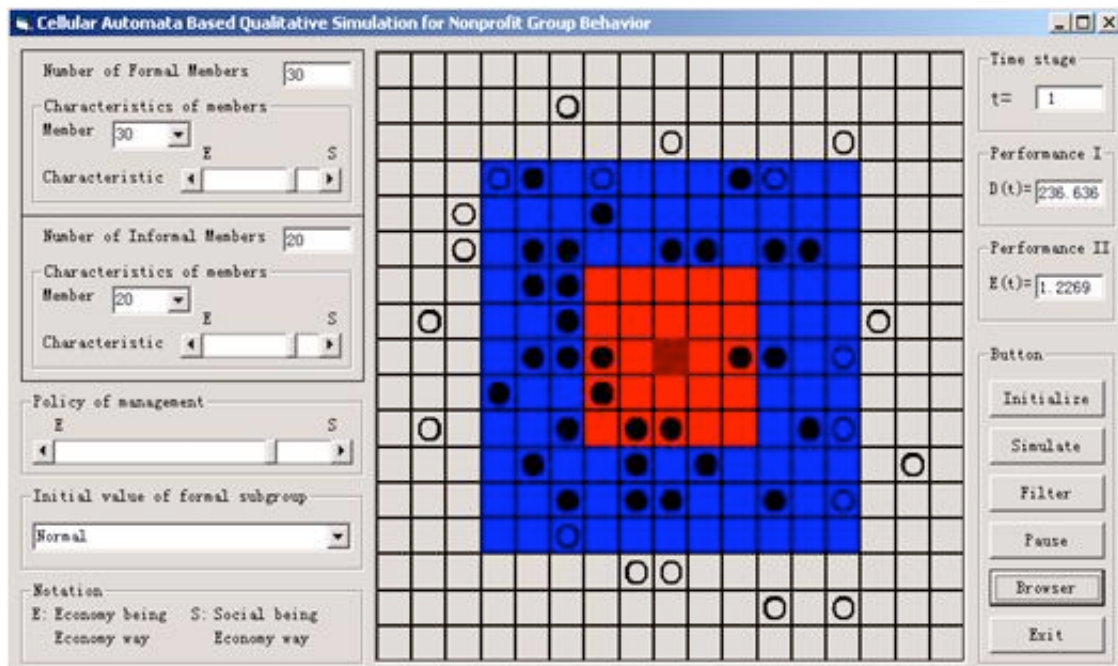 Cellular Automata Based Qualitative Simulation for Nonprofit Group Behavior
Number of Formal Members 30
Characteristics of members
Member 30
E S
Characteristic
Number of Informal Members 20
Characteristics of members
Member 20
E S
Characteristic
Policy of management
E S
Initial value of formal subgroup
Normal
Notation
E: Economy being S: Social being
Economy way Economy way
Time stage
t= 1
Performance I
D(t)= 236.636
Performance II
E(t)= 1.2269
Button
Initialize
Simulate
Filter
Pause
Browser
Exit